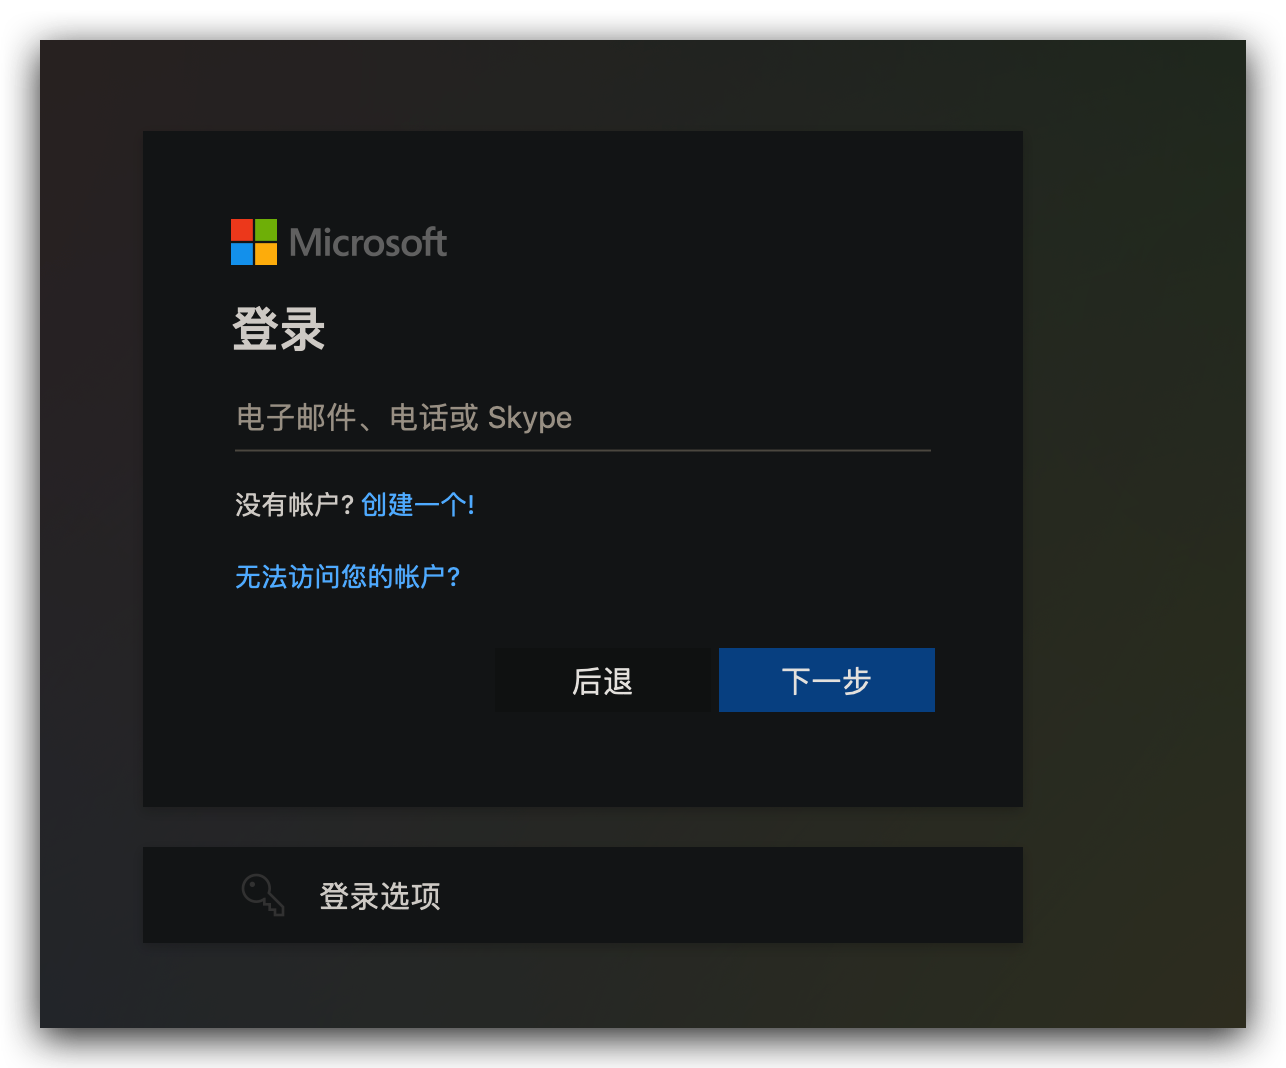 Microsoft
登录
电子邮件、电话或 Skype
没有帐户? 创建一个!
无法访问您的帐户?
后退
下一步
登录选项